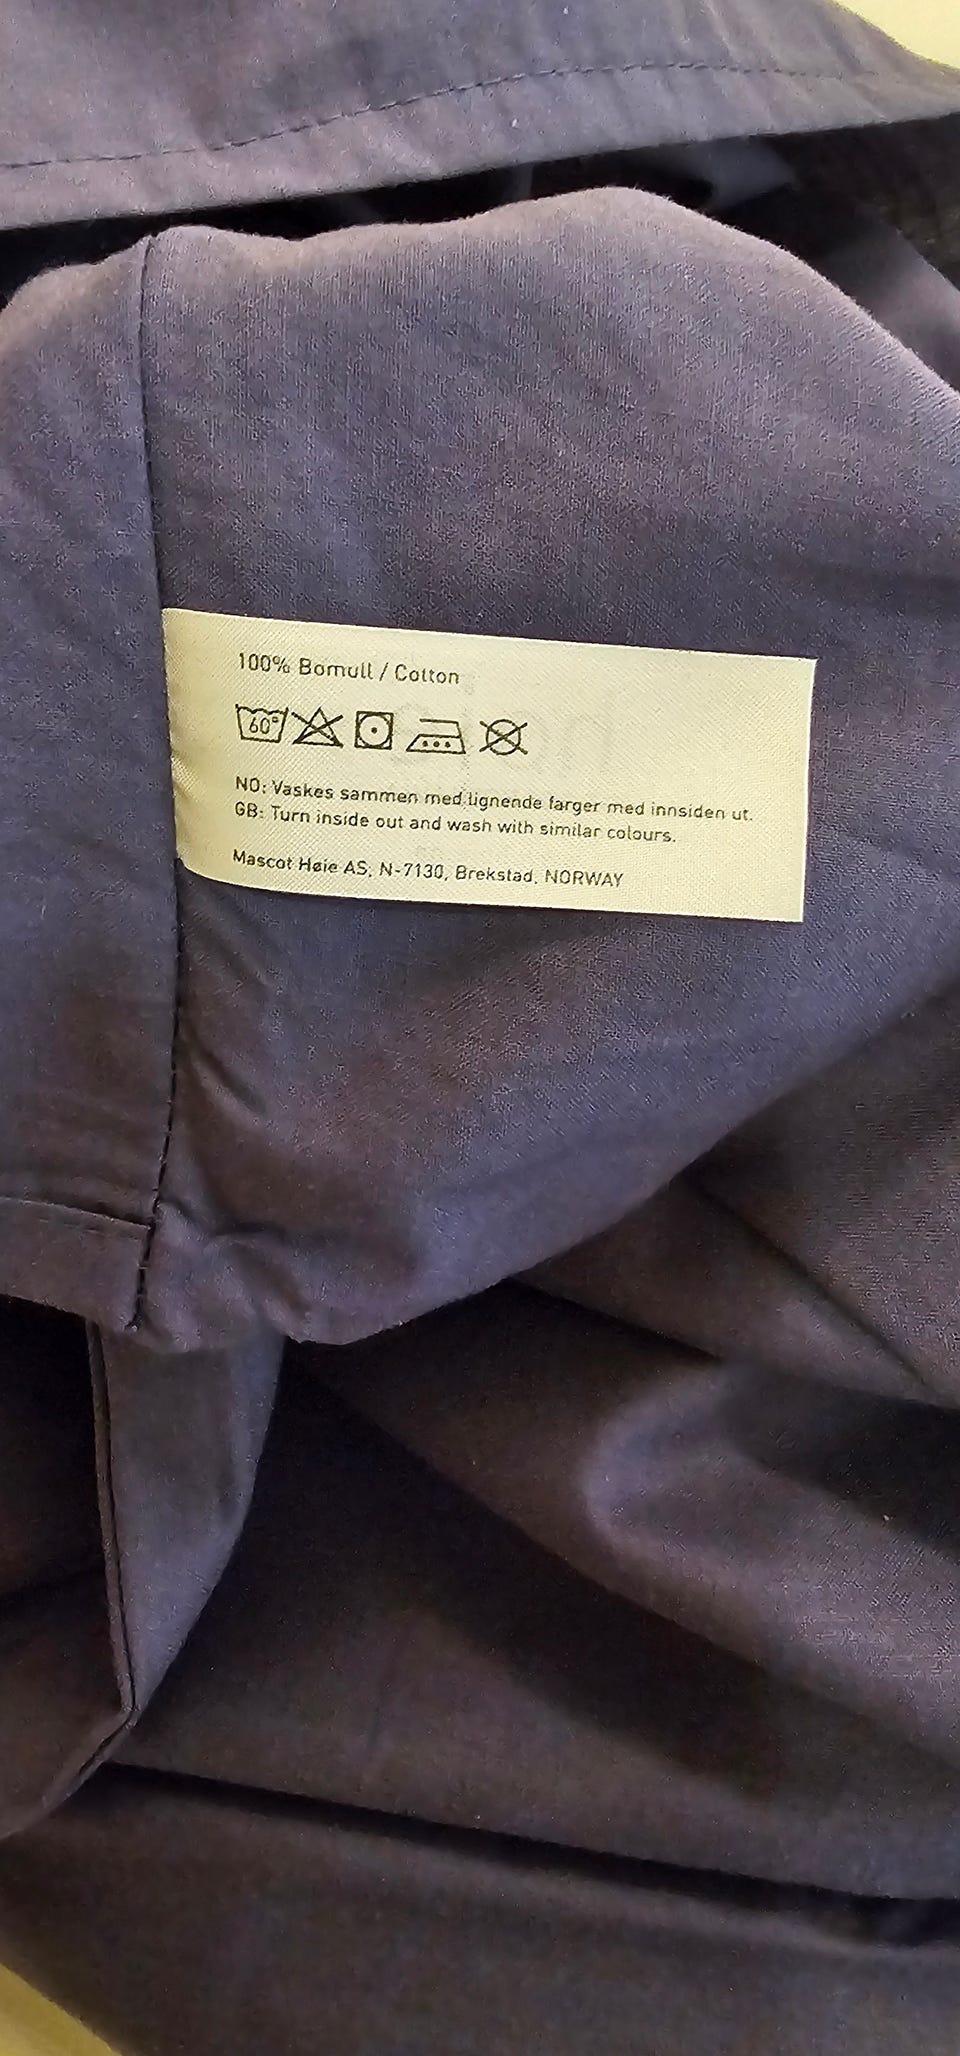 100% Bomull / Cotton
60°
NO: Vaskes sammen med lignende farger med innsiden ut.
GB: Turn inside out and wash with similar colours.
Mascot Høie AS, N-7130, Brekstad, NORWAY